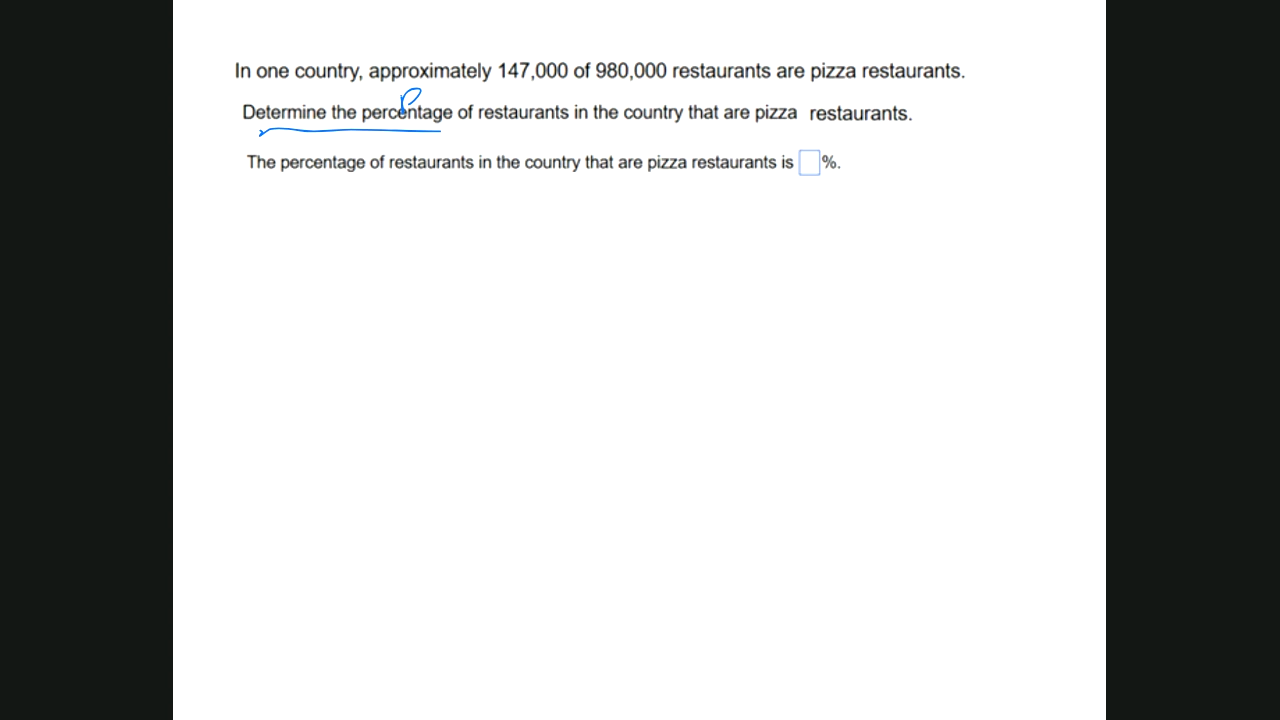 In one country, approximately 147,000 of 980,000 restaurants are pizza restaurants.
Determine the percentage of restaurants in the country that are pizza restaurants.
The percentage of restaurants in the country that are pizza restaurants is %.